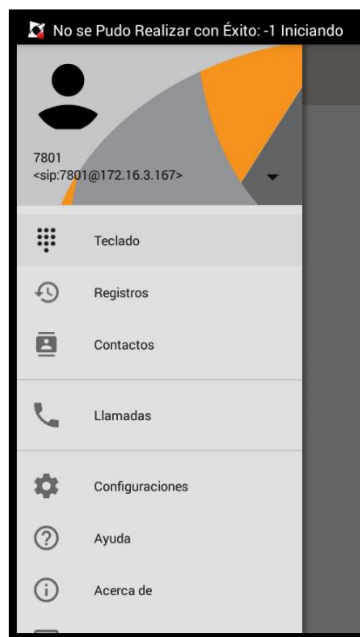 No se Pudo Realizar con Éxito: -1 Iniciando
7801
<sip:7801@172.16.3.167>
Teclado
Registros
Contactos
Llamadas
Configuraciones
Ayuda
Acerca de